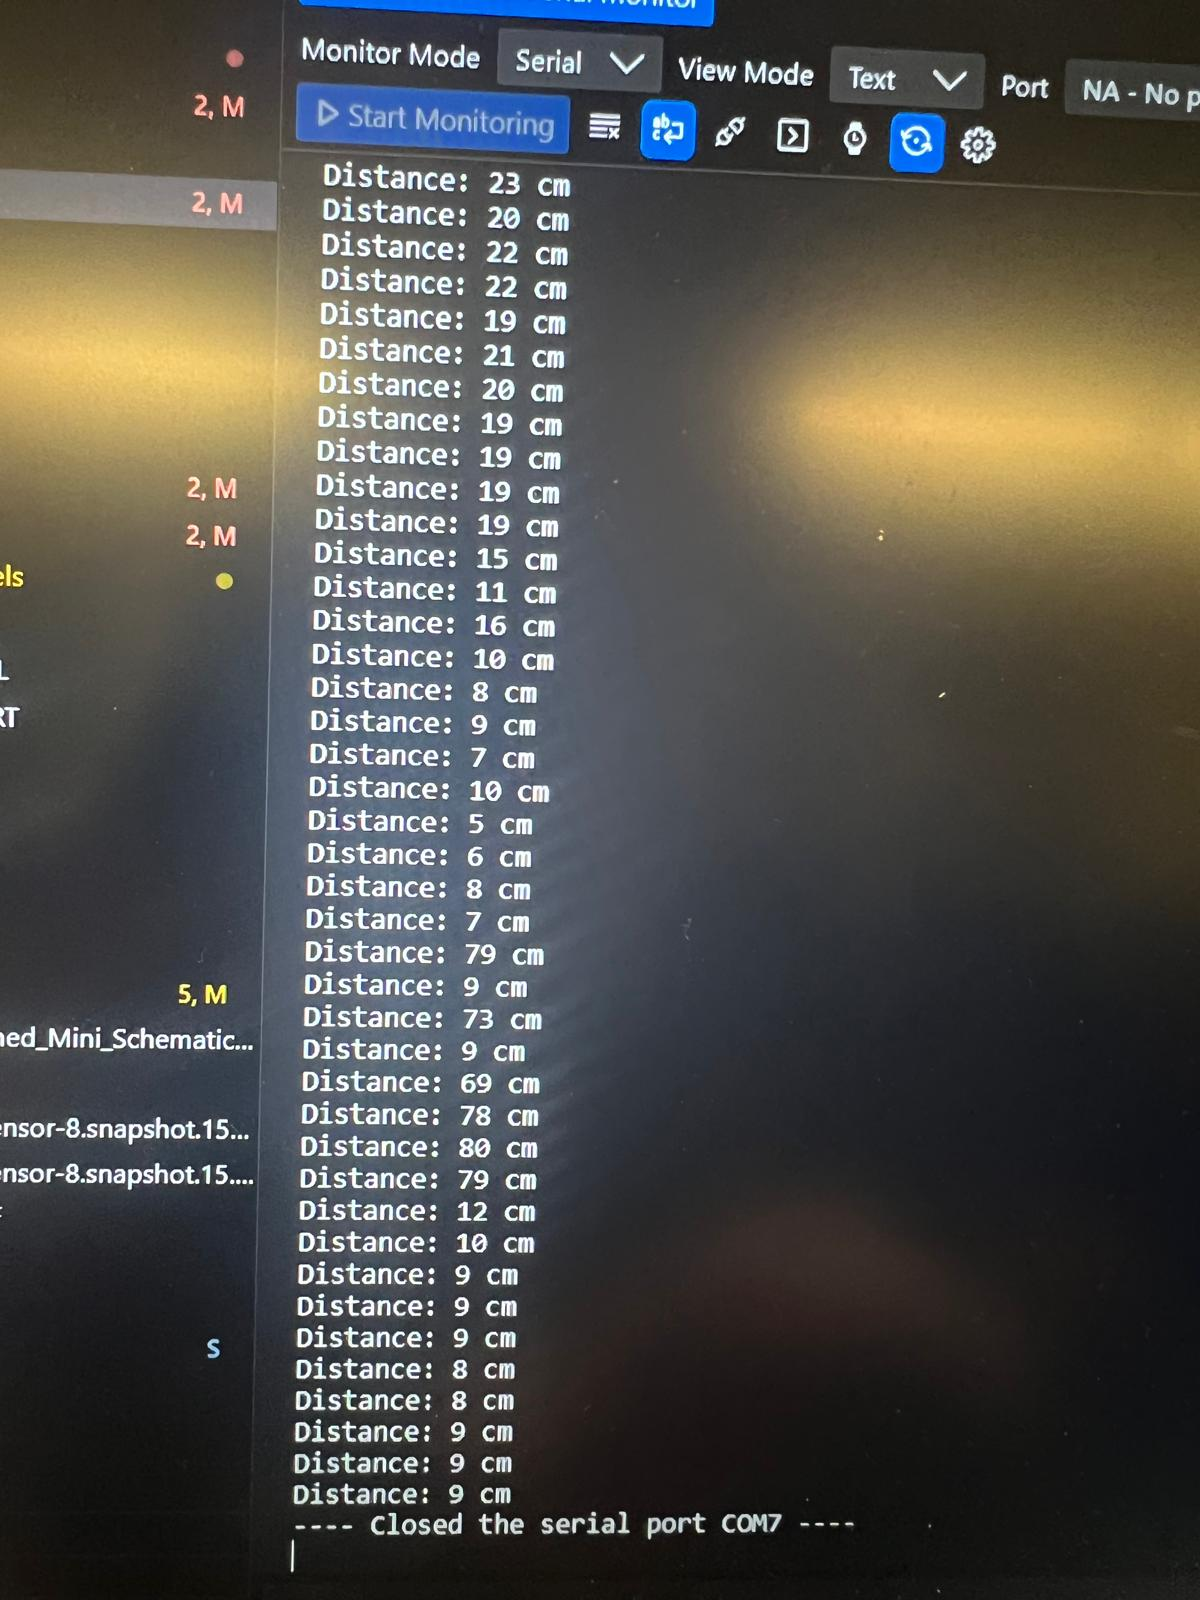 Monitor Mode Serial View Mode Text Port NA - No p
Start Monitoring
2, M
2, M
2, M
2, M
els
L
RT
5, M
ned_Mini_Schematic...
ensor-8.snapshot.15...
ensor-8.snapshot.15....
S
Distance: 23 cm
Distance: 20 cm
Distance: 22 cm
Distance: 22 cm
Distance: 19 cm
Distance: 21 cm
Distance: 20 cm
Distance: 19 cm
Distance: 19 cm
Distance: 19 cm
Distance: 19 cm
Distance: 15 cm
Distance: 11 cm
Distance: 16 cm
Distance: 10 cm
Distance: 8 cm
Distance: 9 cm
Distance: 7 cm
Distance: 10 cm
Distance: 5 cm
Distance: 6 cm
Distance: 8 cm
Distance: 7 cm
Distance: 79 cm
Distance: 9 cm
Distance: 73 cm
Distance: 9 cm
Distance: 69 cm
Distance: 78 cm
Distance: 80 cm
Distance: 79 cm
Distance: 12 cm
Distance: 10 cm
Distance: 9 cm
Distance: 9 cm
Distance: 9 cm
Distance: 8 cm
Distance: 8 cm
Distance: 9 cm
Distance: 9 cm
Distance: 9 cm
---- Closed the serial port COM7 ----